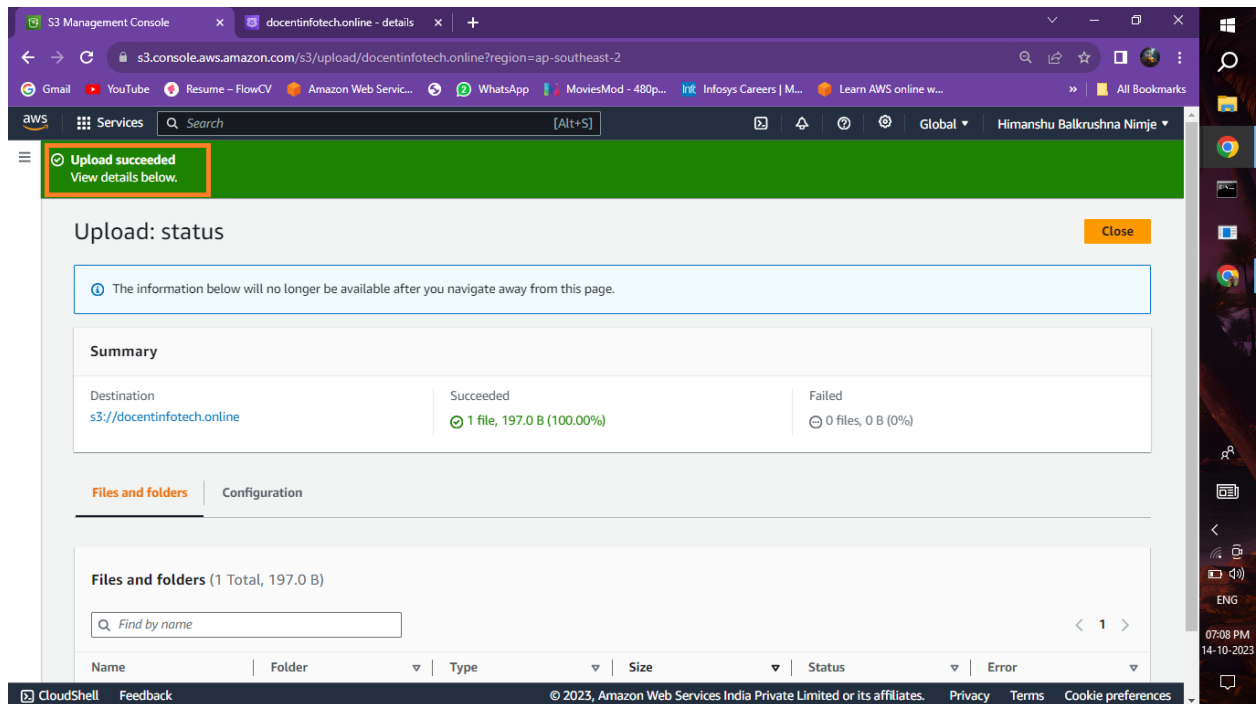 S3 Management Console
docentinfotech.online - details
s3.console.aws.amazon.com/s3/upload/docentinfotech.online?region=ap-southeast-2
Gmail YouTube Resume – FlowCV Amazon Web Servic... WhatsApp MoviesMod - 480p... Infosys Careers | M... Learn AWS online w... » All Bookmarks
aws Services Search [Alt+S] Global Himanshu Balkrushna Nimje
Upload succeeded
View details below.
Upload: status
Close
The information below will no longer be available after you navigate away from this page.
Summary
Destination Succeeded Failed
s3://docentinfotech.online 1 file, 197.0 B (100.00%) 0 files, 0 B (0%)
Files and folders Configuration
Files and folders (1 Total, 197.0 B)
Find by name
< 1 >
Name Folder Type Size Status Error
CloudShell Feedback © 2023, Amazon Web Services India Private Limited or its affiliates. Privacy Terms Cookie preferences
ENG
07:08 PM
14-10-2023